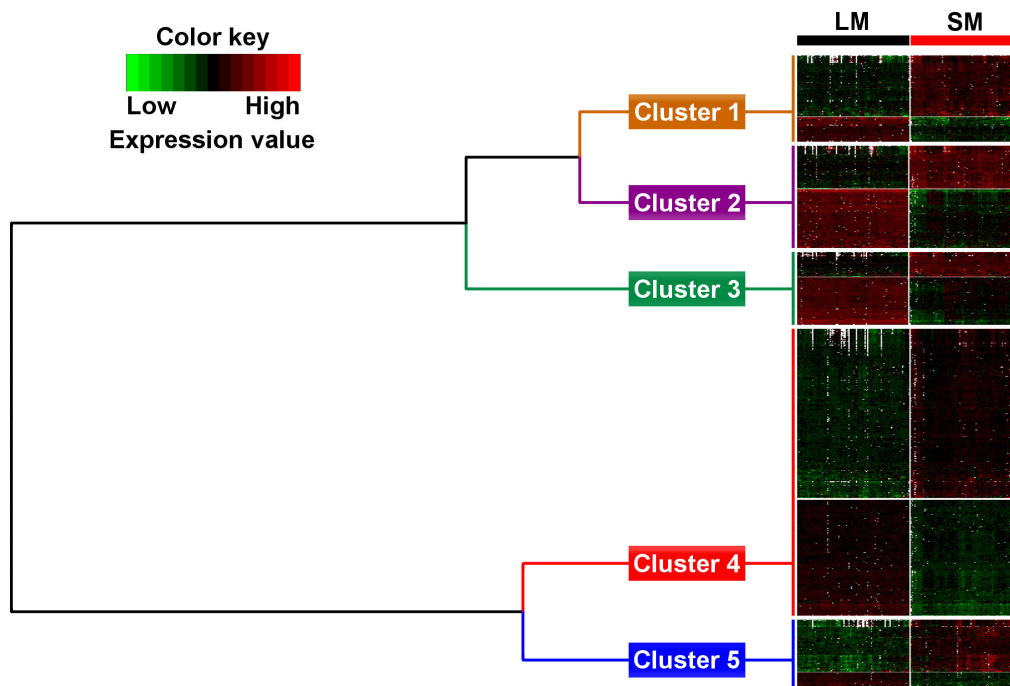 Color key
Low High
Expression value
LM SM
Cluster 1
Cluster 2
Cluster 3
Cluster 4
Cluster 5